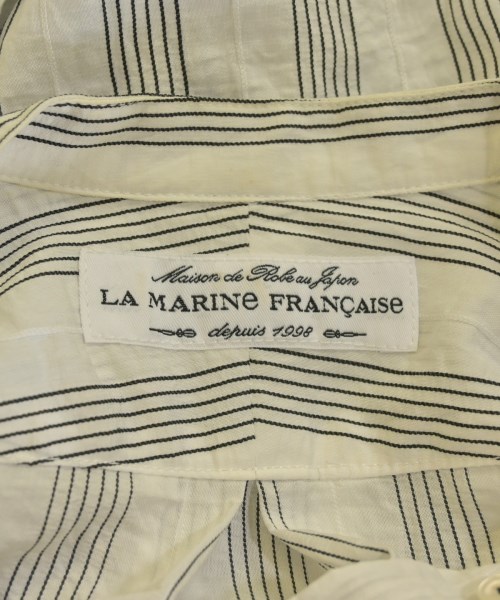 Maison de Robe au Japon
LA MARINe FRANÇAISe
depuis 1998